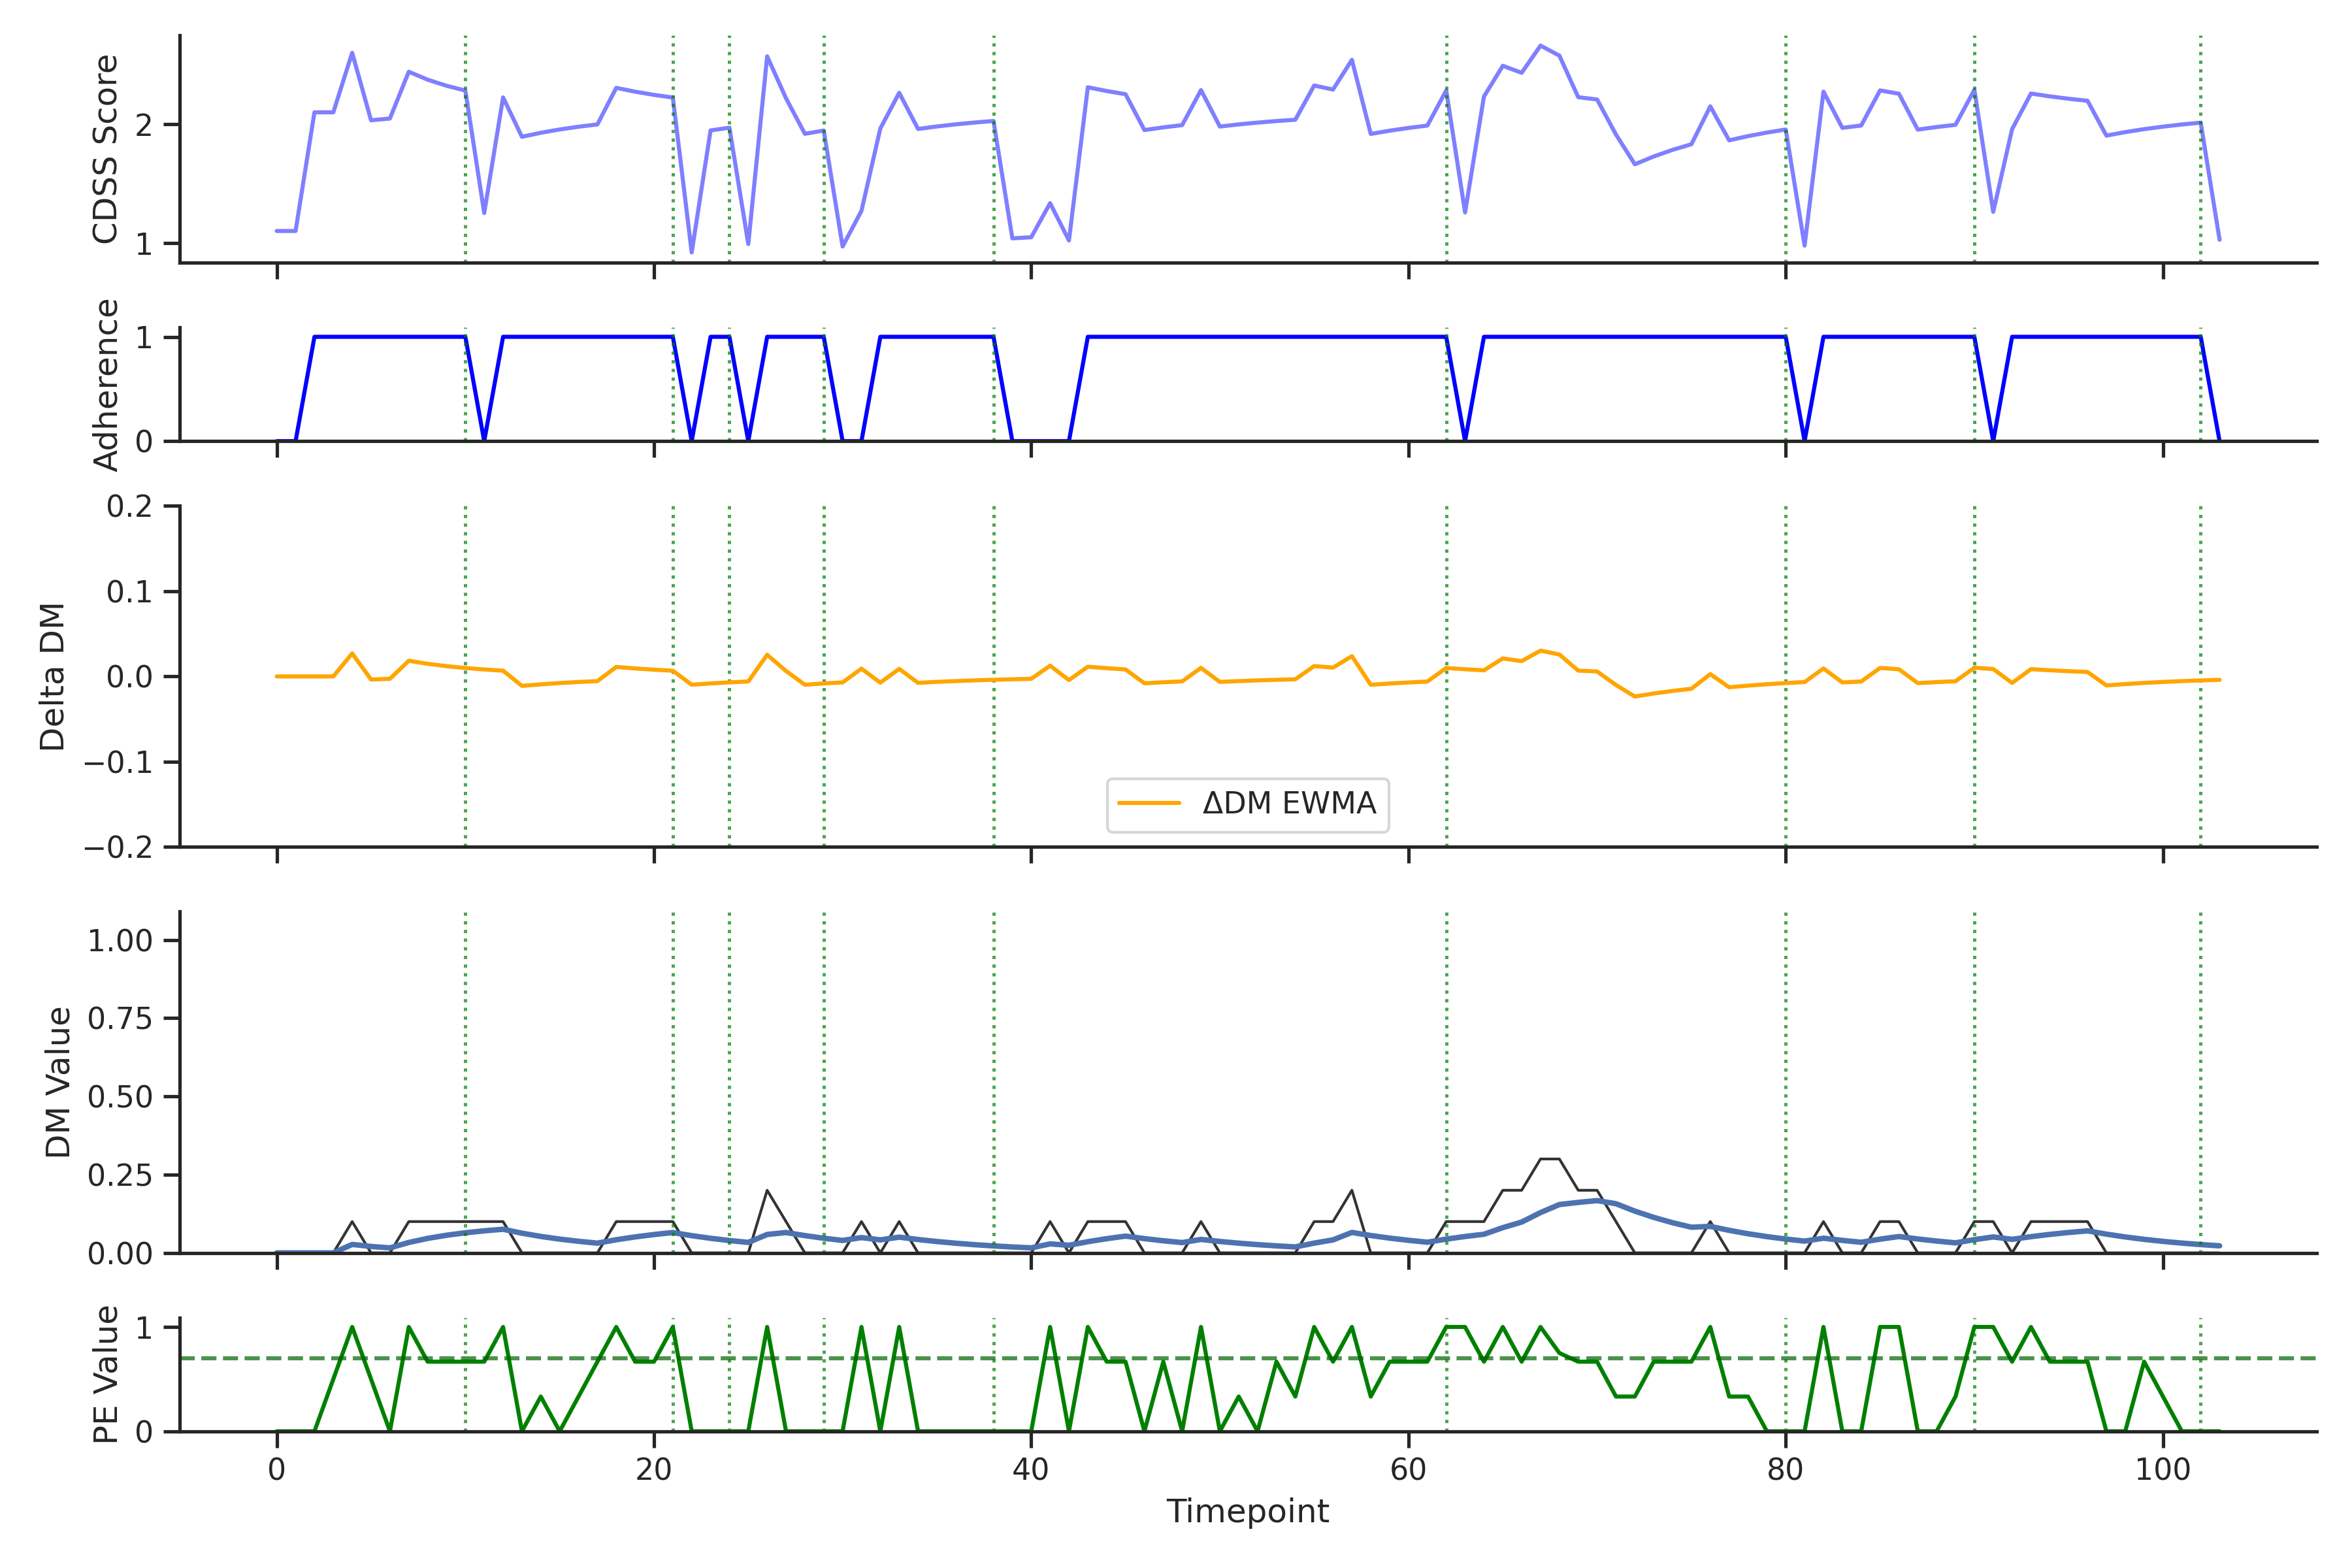 CDSS Score
2
1
Adherence
1
0
Delta DM
0.2
0.1
0.0
−0.1
−0.2
ΔDM EWMA
DM Value
1.00
0.75
0.50
0.25
0.00
PE Value
1
0
0 20 40 60 80 100
Timepoint